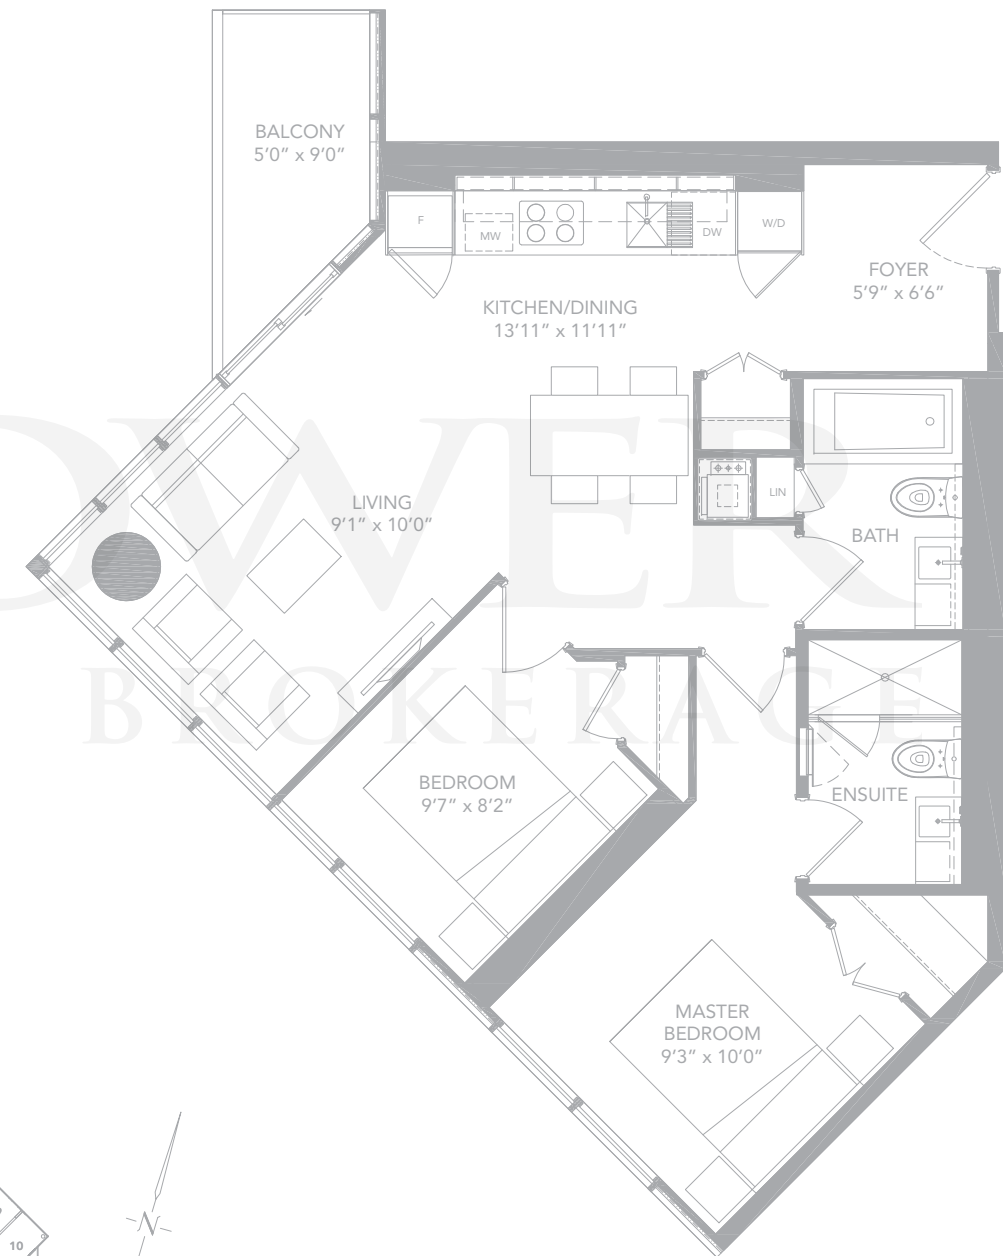 BALCONY
5'0" x 9'0"
F
MW
DW
W/D
FOYER
5'9" x 6'6"
KITCHEN/DINING
13'11" x 11'11"
LIVING
9'1" x 10'0"
LIN
BATH
OWER
BROKERAGE
BEDROOM
9'7" x 8'2"
ENSUITE
MASTER
BEDROOM
9'3" x 10'0"
N
10